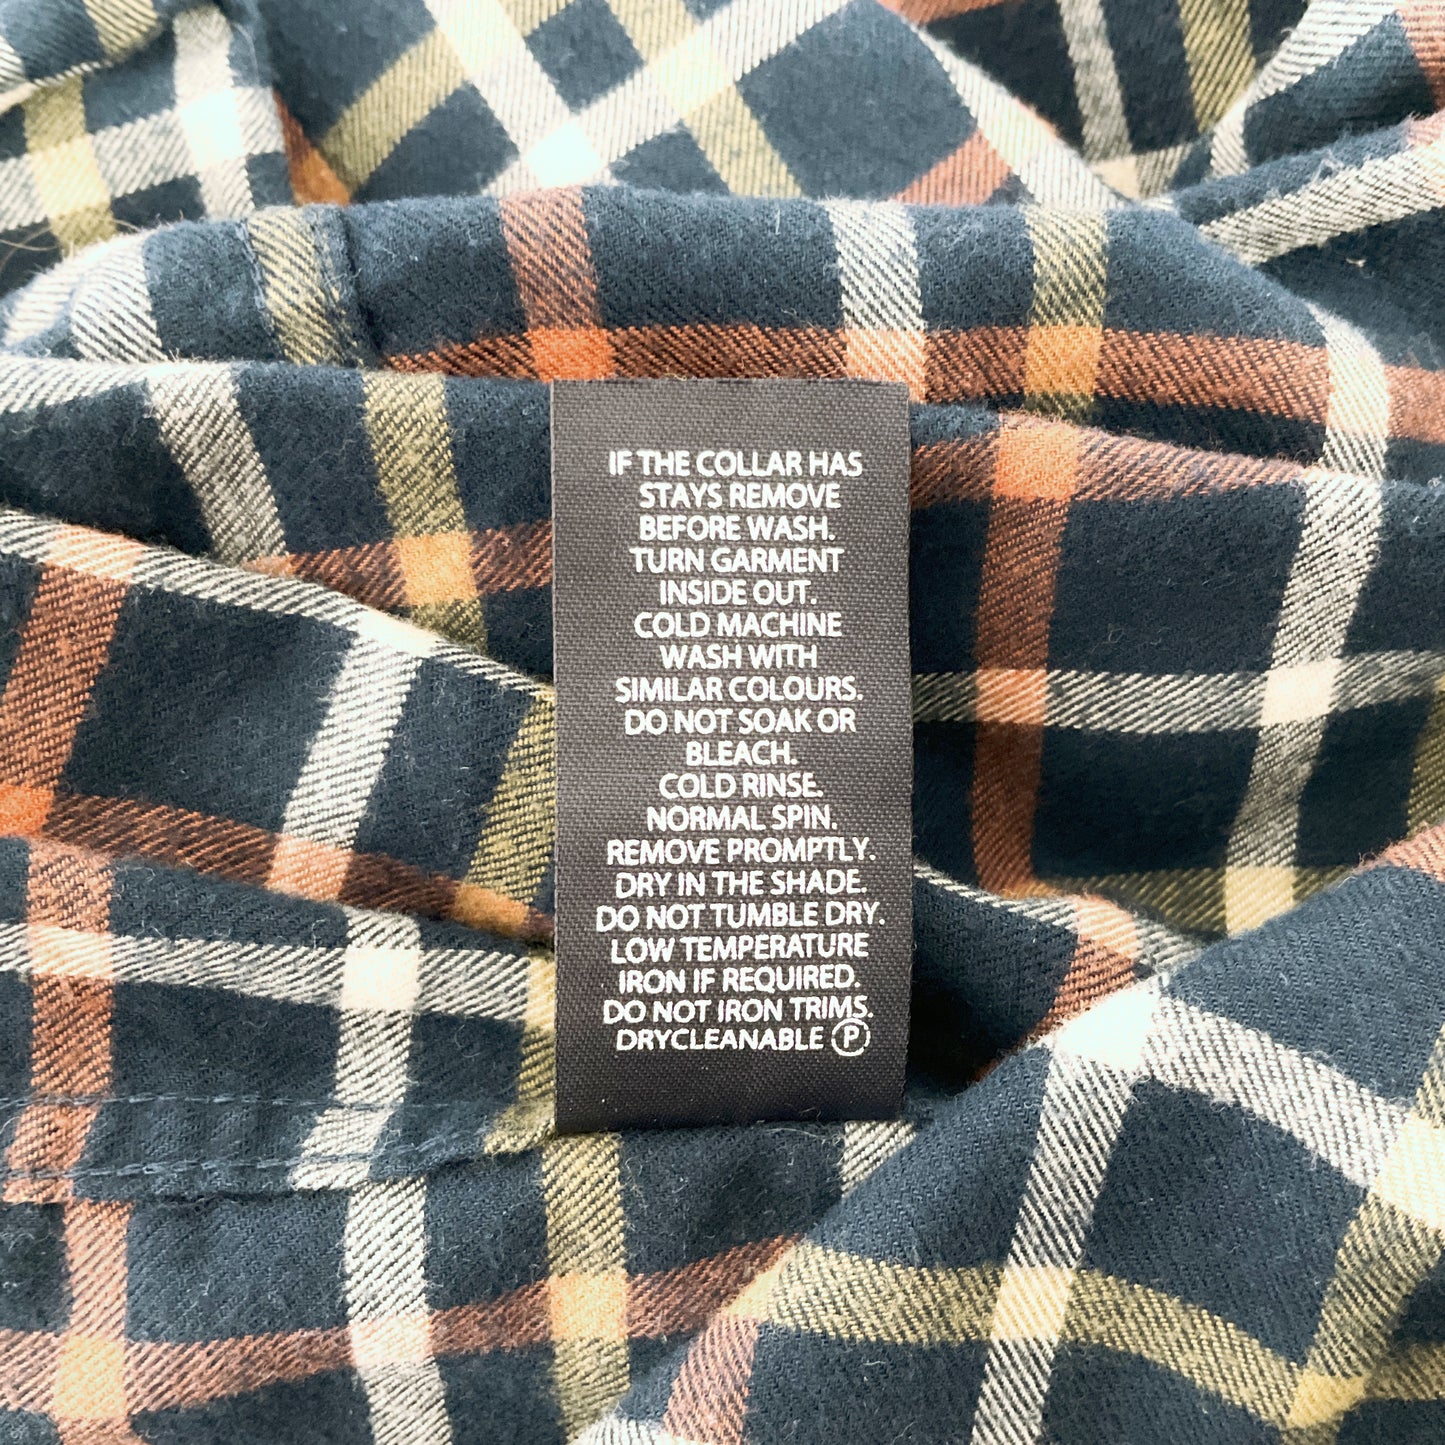 IF THE COLLAR HAS
STAYS REMOVE
BEFORE WASH.
TURN GARMENT
INSIDE OUT.
COLD MACHINE
WASH WITH
SIMILAR COLOURS.
DO NOT SOAK OR
BLEACH.
COLD RINSE.
NORMAL SPIN.
REMOVE PROMPTLY.
DRY IN THE SHADE.
DO NOT TUMBLE DRY.
LOW TEMPERATURE
IRON IF REQUIRED.
DO NOT IRON TRIMS.
DRYCLEANABLE Ⓟ